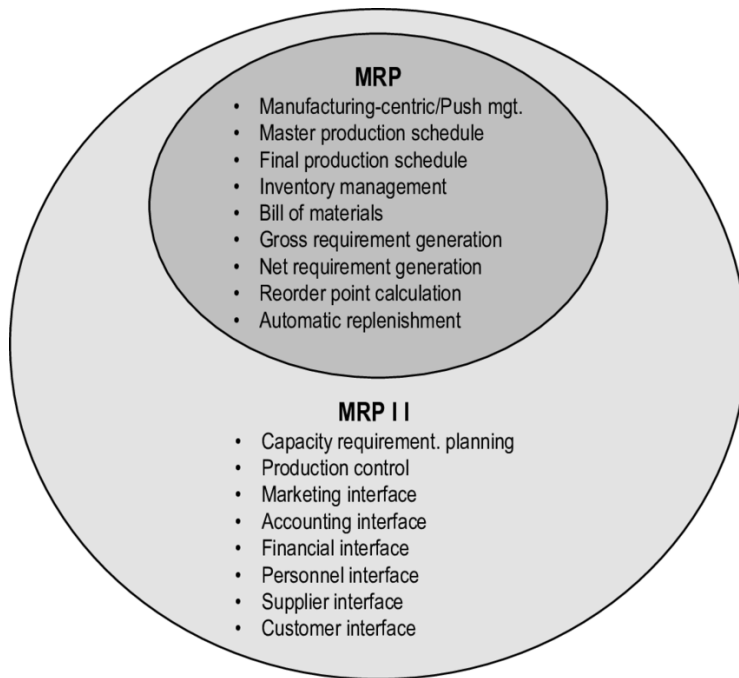 MRP
• Manufacturing-centric/Push mgt.
• Master production schedule
• Final production schedule
• Inventory management
• Bill of materials
• Gross requirement generation
• Net requirement generation
• Reorder point calculation
• Automatic replenishment
MRP I I
• Capacity requirement. planning
• Production control
• Marketing interface
• Accounting interface
• Financial interface
• Personnel interface
• Supplier interface
• Customer interface